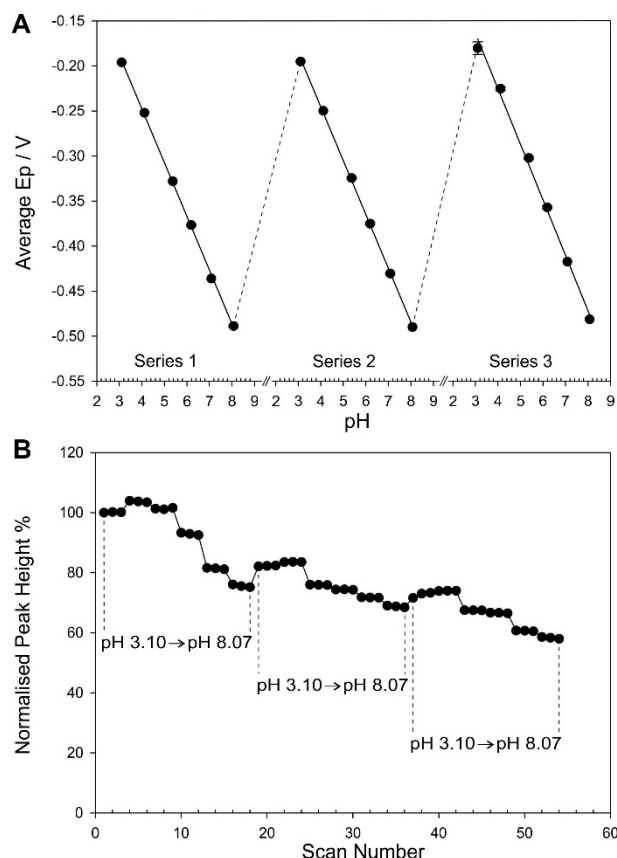 A
Average Ep / V
-0.15
-0.20
-0.25
-0.30
-0.35
-0.40
-0.45
-0.50
-0.55
Series 1 Series 2 Series 3
2 3 4 5 6 7 8 9 2 3 4 5 6 7 8 9 2 3 4 5 6 7 8 9
pH
B
Normalised Peak Height %
120
100
80
60
40
20
0
pH 3.10→pH 8.07
pH 3.10→pH 8.07
pH 3.10→pH 8.07
0 10 20 30 40 50 60
Scan Number